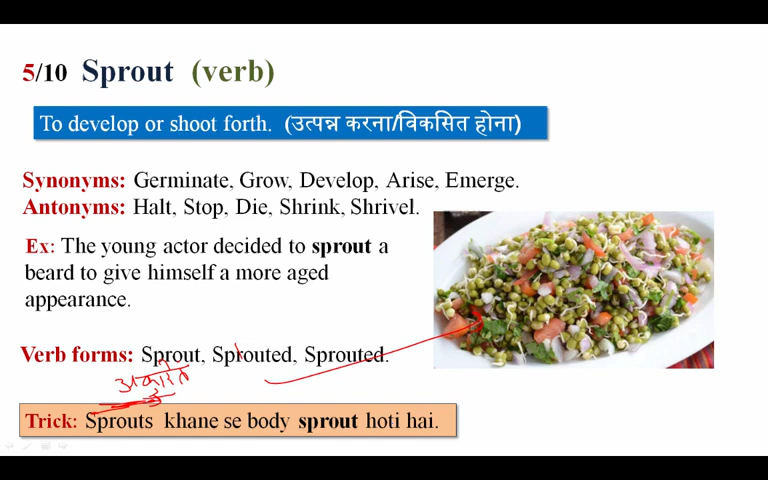 5/10 Sprout (verb)
To develop or shoot forth. (उत्पन्न करना/विकसित होना)
Synonyms: Germinate, Grow, Develop, Arise, Emerge.
Antonyms: Halt, Stop, Die, Shrink, Shrivel.
Ex: The young actor decided to sprout a
beard to give himself a more aged
appearance.
Verb forms: Sprout, Sprouted, Sprouted.
Trick: Sprouts khane se body sprout hoti hai.